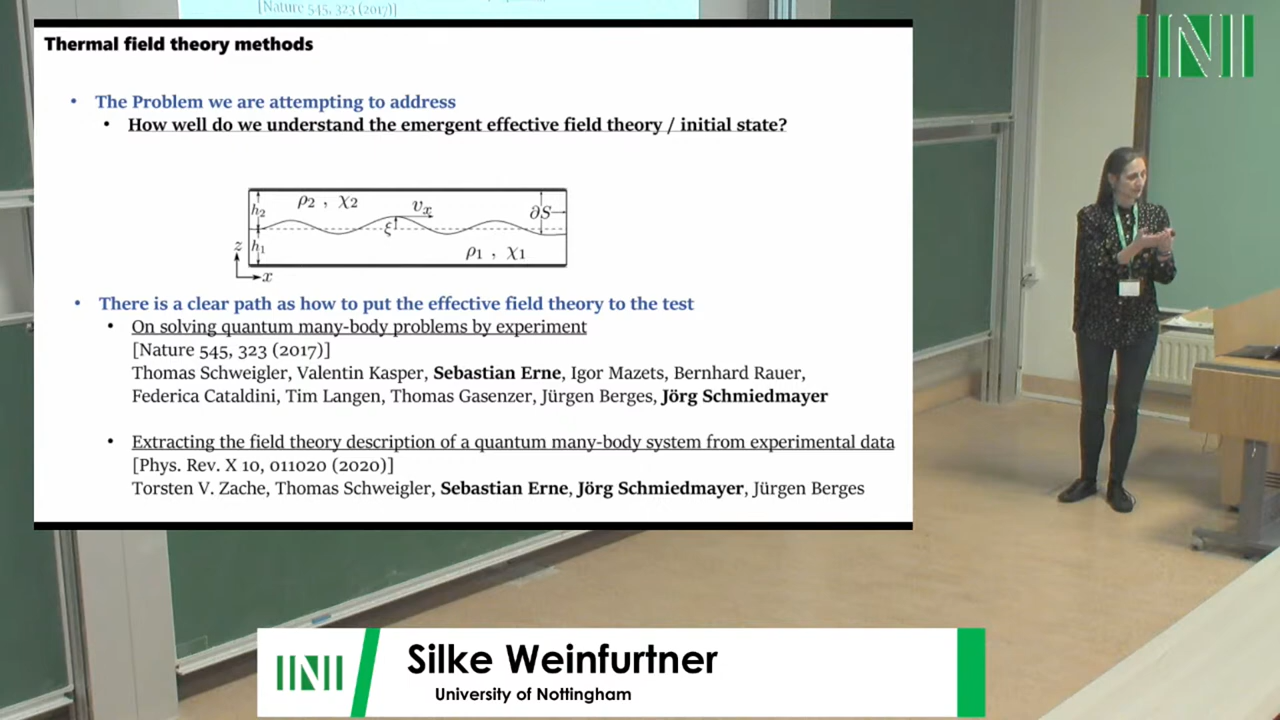 [Nature 545, 323 (2017)]
INI
Thermal field theory methods
• The Problem we are attempting to address
• How well do we understand the emergent effective field theory / initial state?
ρ2 , χ2
h2
vx
∂S
ξ
z
h1
ρ1 , χ1
x
• There is a clear path as how to put the effective field theory to the test
• On solving quantum many-body problems by experiment
[Nature 545, 323 (2017)]
Thomas Schweigler, Valentin Kasper, Sebastian Erne, Igor Mazets, Bernhard Rauer,
Federica Cataldini, Tim Langen, Thomas Gasenzer, Jürgen Berges, Jörg Schmiedmayer
• Extracting the field theory description of a quantum many-body system from experimental data
[Phys. Rev. X 10, 011020 (2020)]
Torsten V. Zache, Thomas Schweigler, Sebastian Erne, Jörg Schmiedmayer, Jürgen Berges
INI
Silke Weinfurtner
University of Nottingham